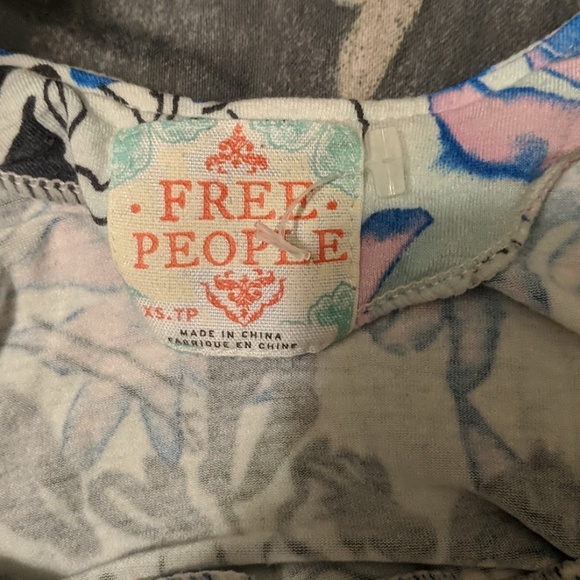 · FREE ·
PEOPLE
XS.TP
MADE IN CHINA
FABRIQUE EN CHINE